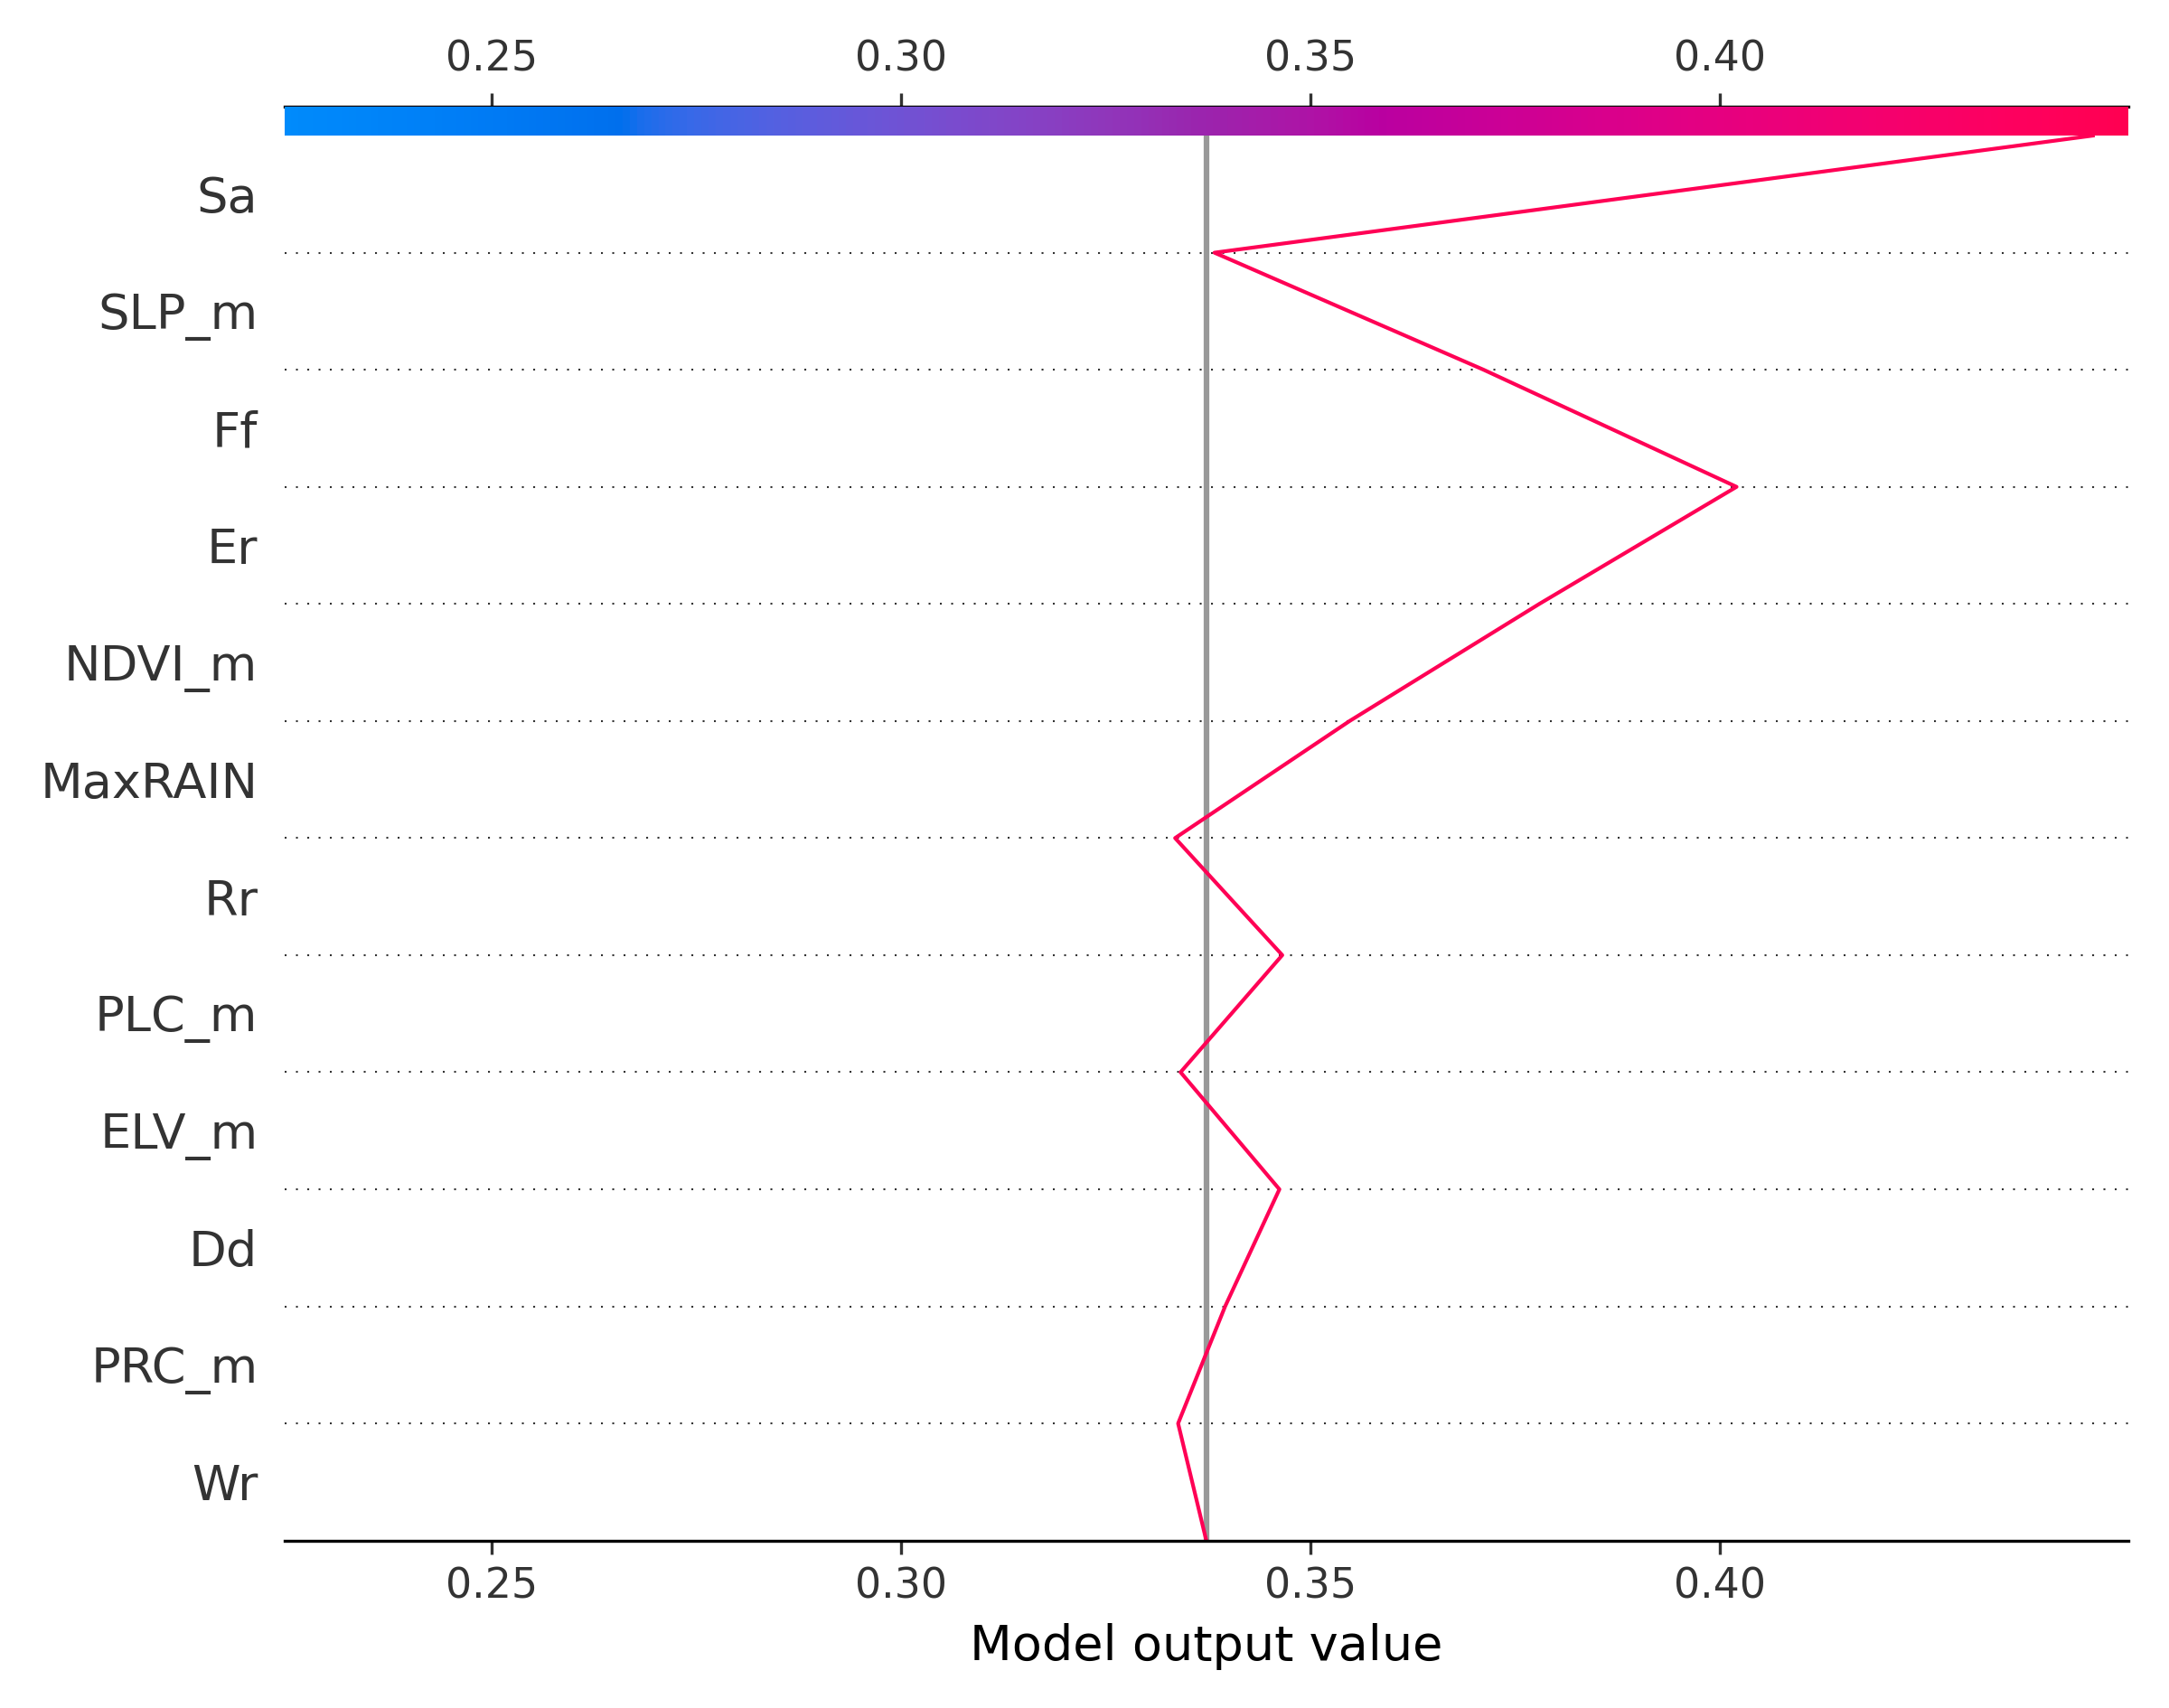 0.25 0.30 0.35 0.40
Sa
SLP_m
Ff
Er
NDVI_m
MaxRAIN
Rr
PLC_m
ELV_m
Dd
PRC_m
Wr
0.25 0.30 0.35 0.40
Model output value